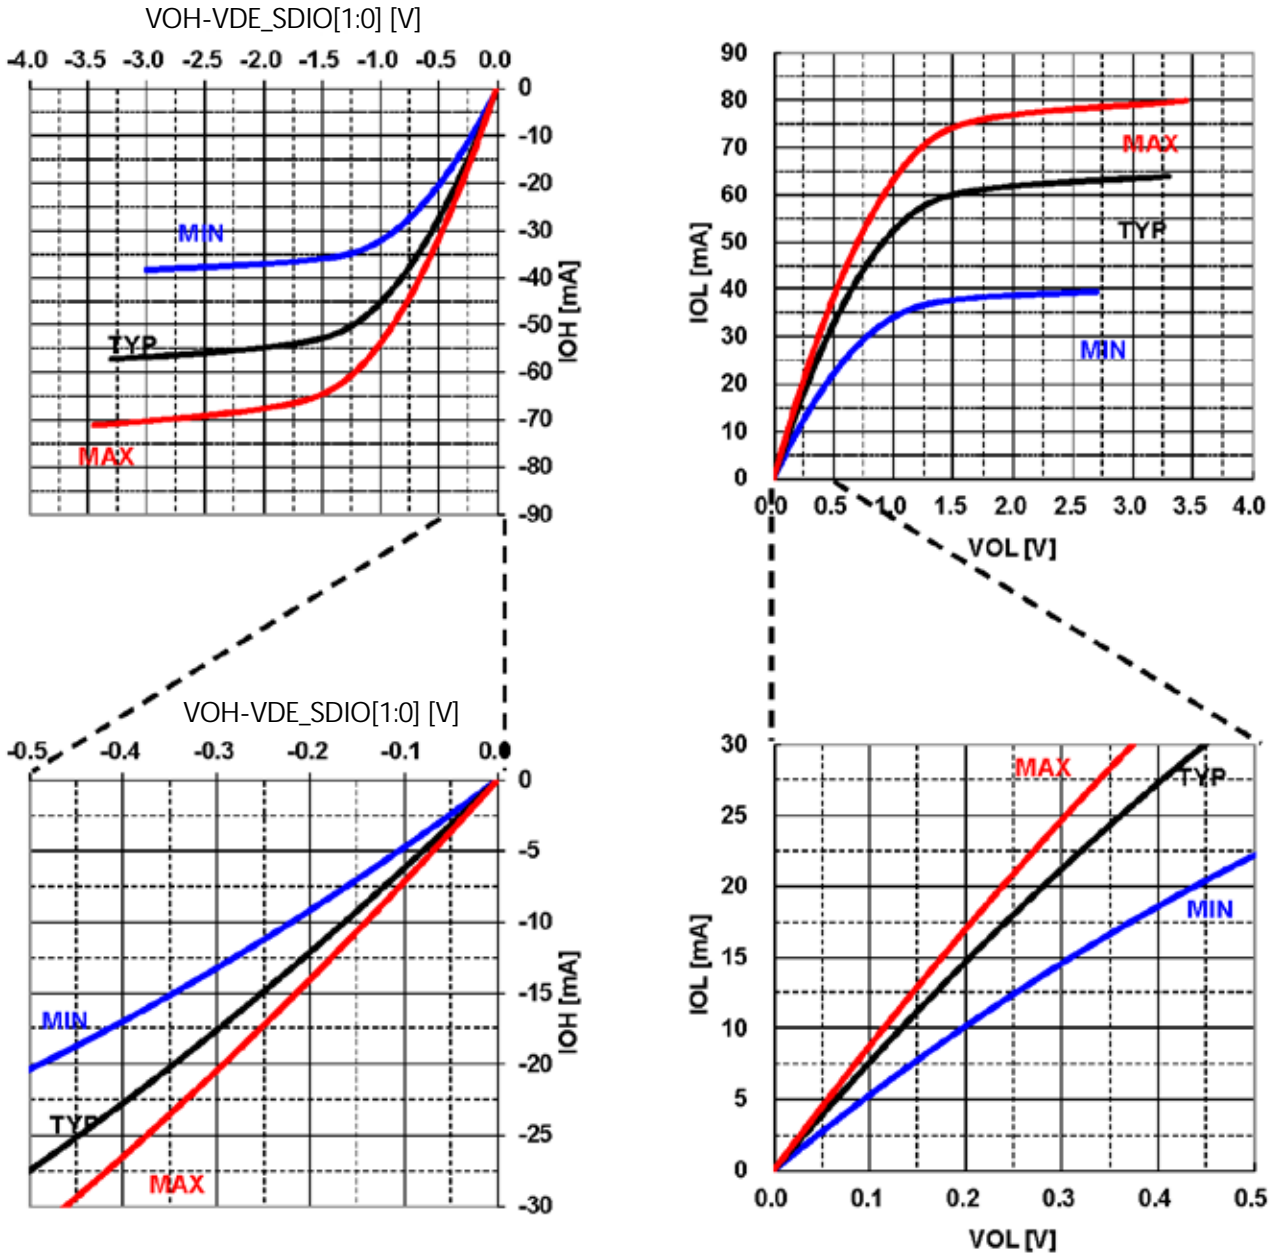 VOH-VDE_SDIO[1:0] [V]
-4.0 -3.5 -3.0 -2.5 -2.0 -1.5 -1.0 -0.5 0.0
0
-10
-20
-30
-40
-50
-60
-70
-80
-90
IOH [mA]
MIN
TYP
MAX
90
80
70
60
50
40
30
20
10
0
IOL [mA]
MAX
TYP
MIN
0.0 0.5 1.0 1.5 2.0 2.5 3.0 3.5 4.0
VOL [V]
VOH-VDE_SDIO[1:0] [V]
-0.5 -0.4 -0.3 -0.2 -0.1 0.0
0
-5
-10
-15
-20
-25
-30
IOH [mA]
MIN
TYP
MAX
30
25
20
15
10
5
0
IOL [mA]
MAX
TYP
MIN
0.0 0.1 0.2 0.3 0.4 0.5
VOL [V]